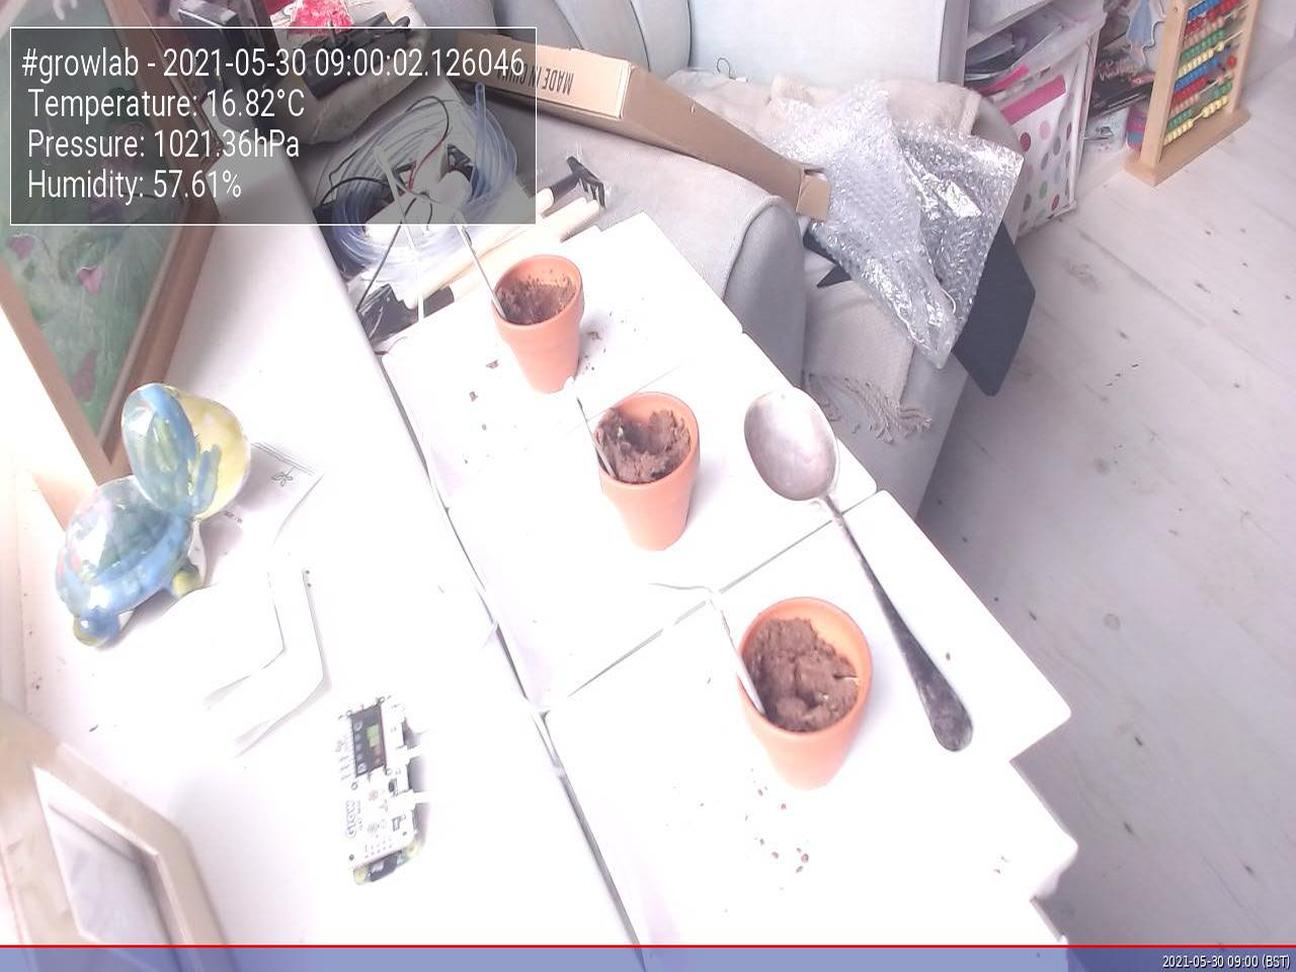 #growlab - 2021-05-30 09:00:02.126046
Temperature: 16.82°C
Pressure: 1021.36hPa
Humidity: 57.61%
MADE IN
2021-05-30 09:00 (BST)